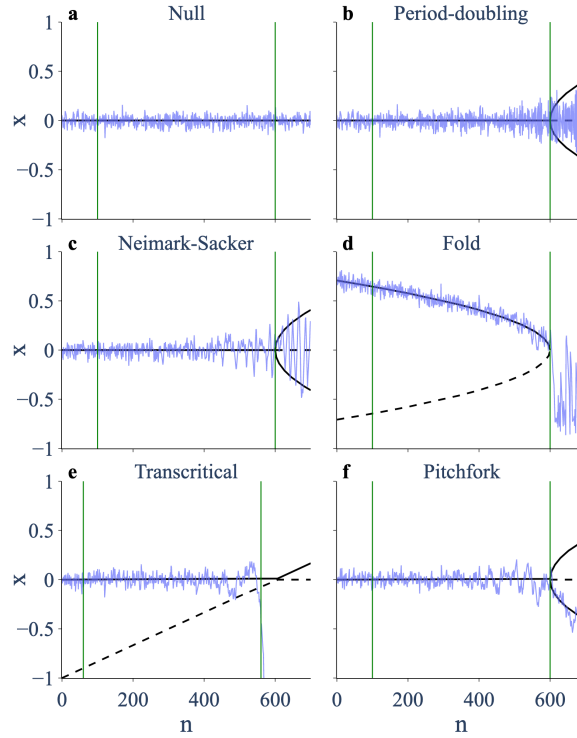 a Null
b Period-doubling
1
0.5
0
−0.5
−1
x
c Neimark-Sacker
d Fold
1
0.5
0
−0.5
−1
x
e Transcritical
f Pitchfork
1
0.5
0
−0.5
−1
x
0 200 400 600
0 200 400 600
n
n